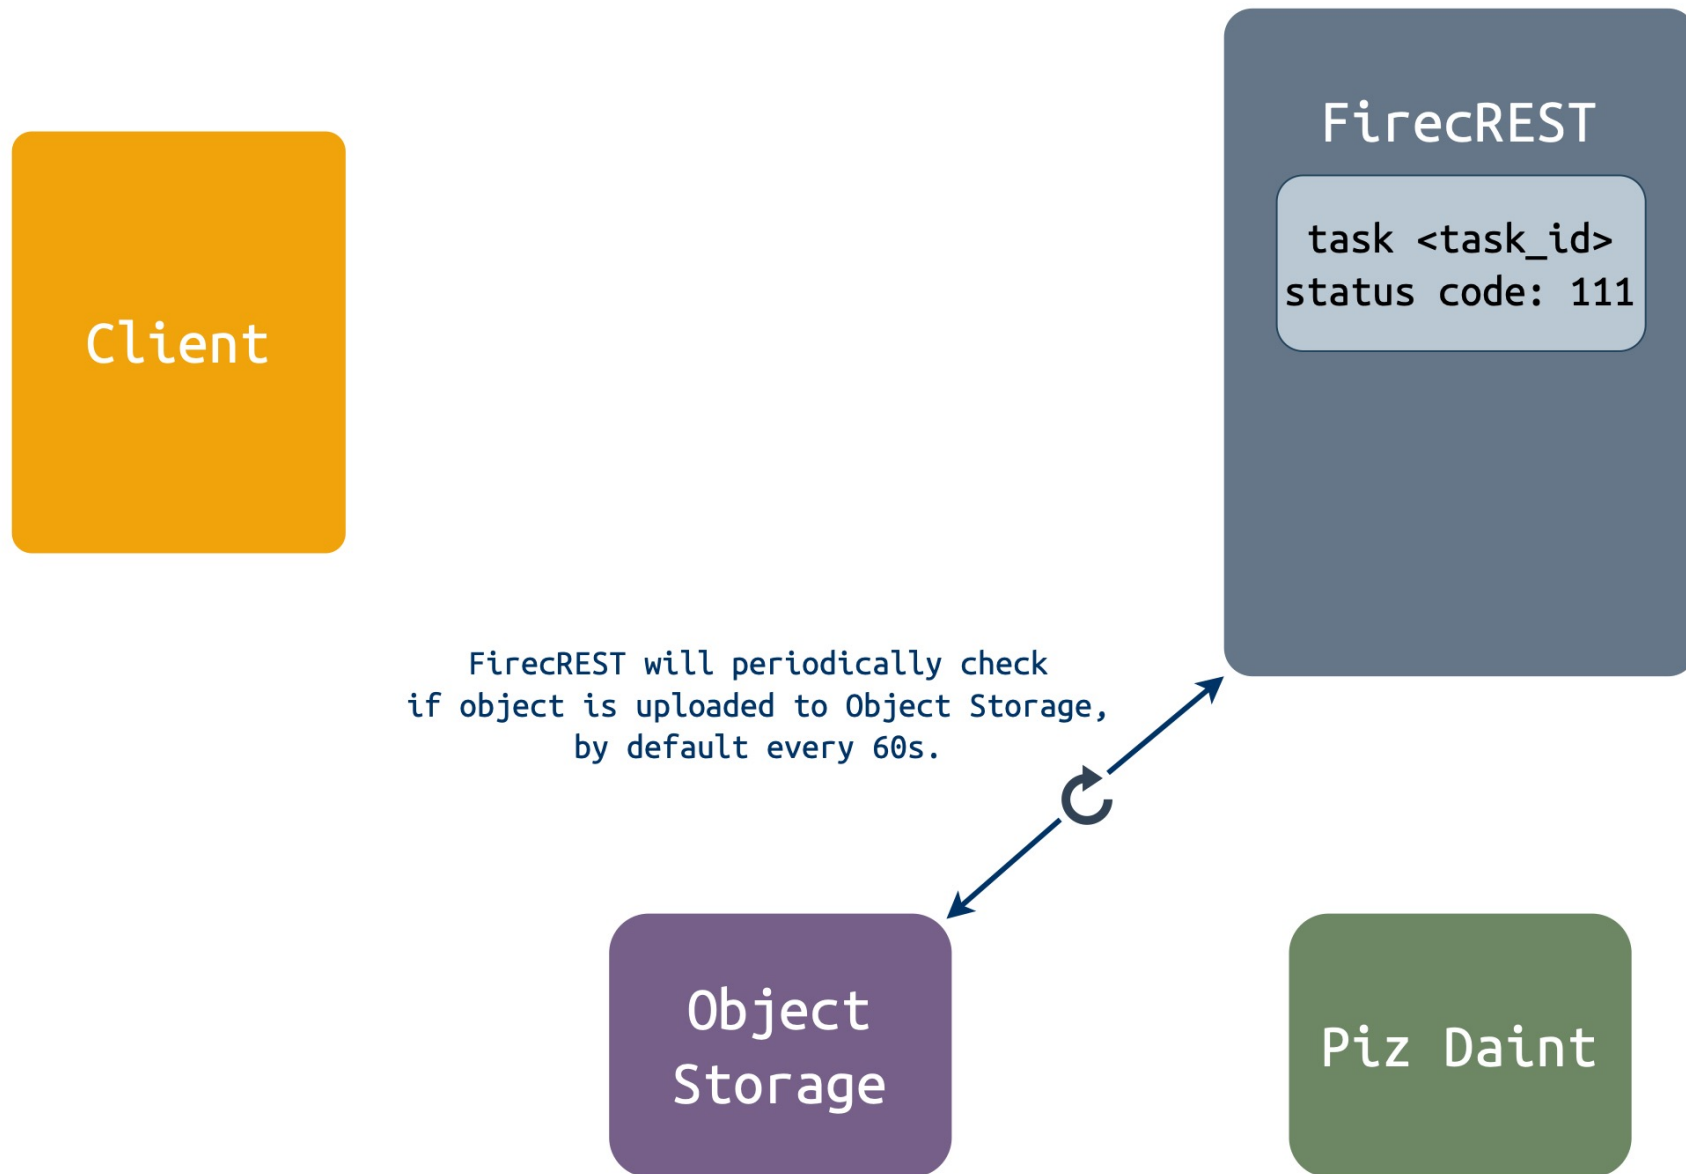 FirecREST
task <task_id>
status code: 111
Client
FirecREST will periodically check
if object is uploaded to Object Storage,
by default every 60s.
Object
Storage
Piz Daint